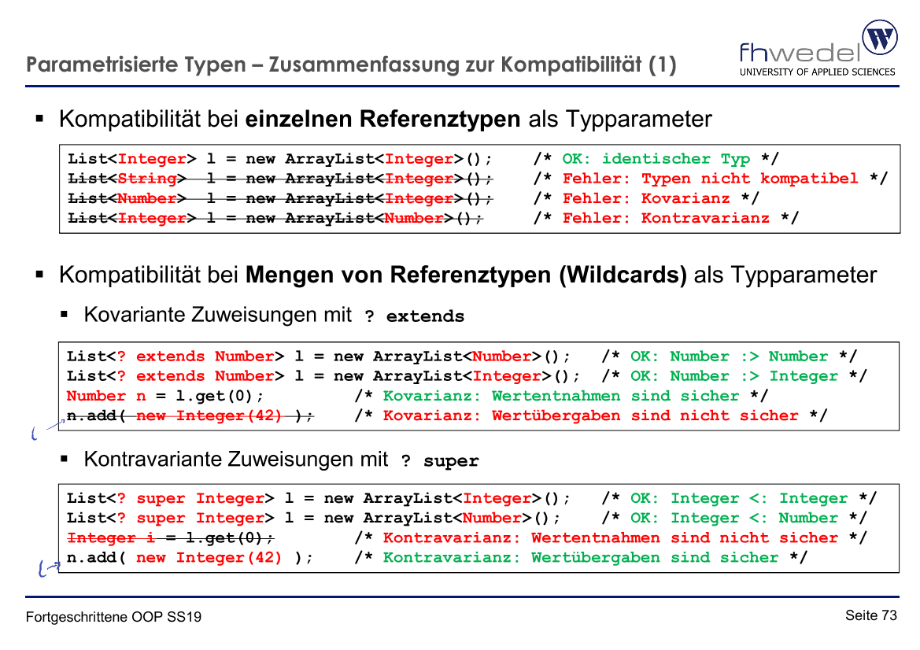 Parametrisierte Typen – Zusammenfassung zur Kompatibilität (1)
fhwedel
UNIVERSITY OF APPLIED SCIENCES
W
▪ Kompatibilität bei einzelnen Referenztypen als Typparameter
List<Integer> l = new ArrayList<Integer>(); /* OK: identischer Typ */
List<String> l = new ArrayList<Integer>(); /* Fehler: Typen nicht kompatibel */
List<Number> l = new ArrayList<Integer>(); /* Fehler: Kovarianz */
List<Integer> l = new ArrayList<Number>(); /* Fehler: Kontravarianz */
▪ Kompatibilität bei Mengen von Referenztypen (Wildcards) als Typparameter
▪ Kovariante Zuweisungen mit ? extends
List<? extends Number> l = new ArrayList<Number>(); /* OK: Number :> Number */
List<? extends Number> l = new ArrayList<Integer>(); /* OK: Number :> Integer */
Number n = l.get(0); /* Kovarianz: Wertentnahmen sind sicher */
n.add( new Integer(42) ); /* Kovarianz: Wertübergaben sind nicht sicher */
l
▪ Kontravariante Zuweisungen mit ? super
List<? super Integer> l = new ArrayList<Integer>(); /* OK: Integer <: Integer */
List<? super Integer> l = new ArrayList<Number>(); /* OK: Integer <: Number */
Integer i = l.get(0); /* Kontravarianz: Wertentnahmen sind nicht sicher */
n.add( new Integer(42) ); /* Kontravarianz: Wertübergaben sind sicher */
l
Fortgeschrittene OOP SS19
Seite 73